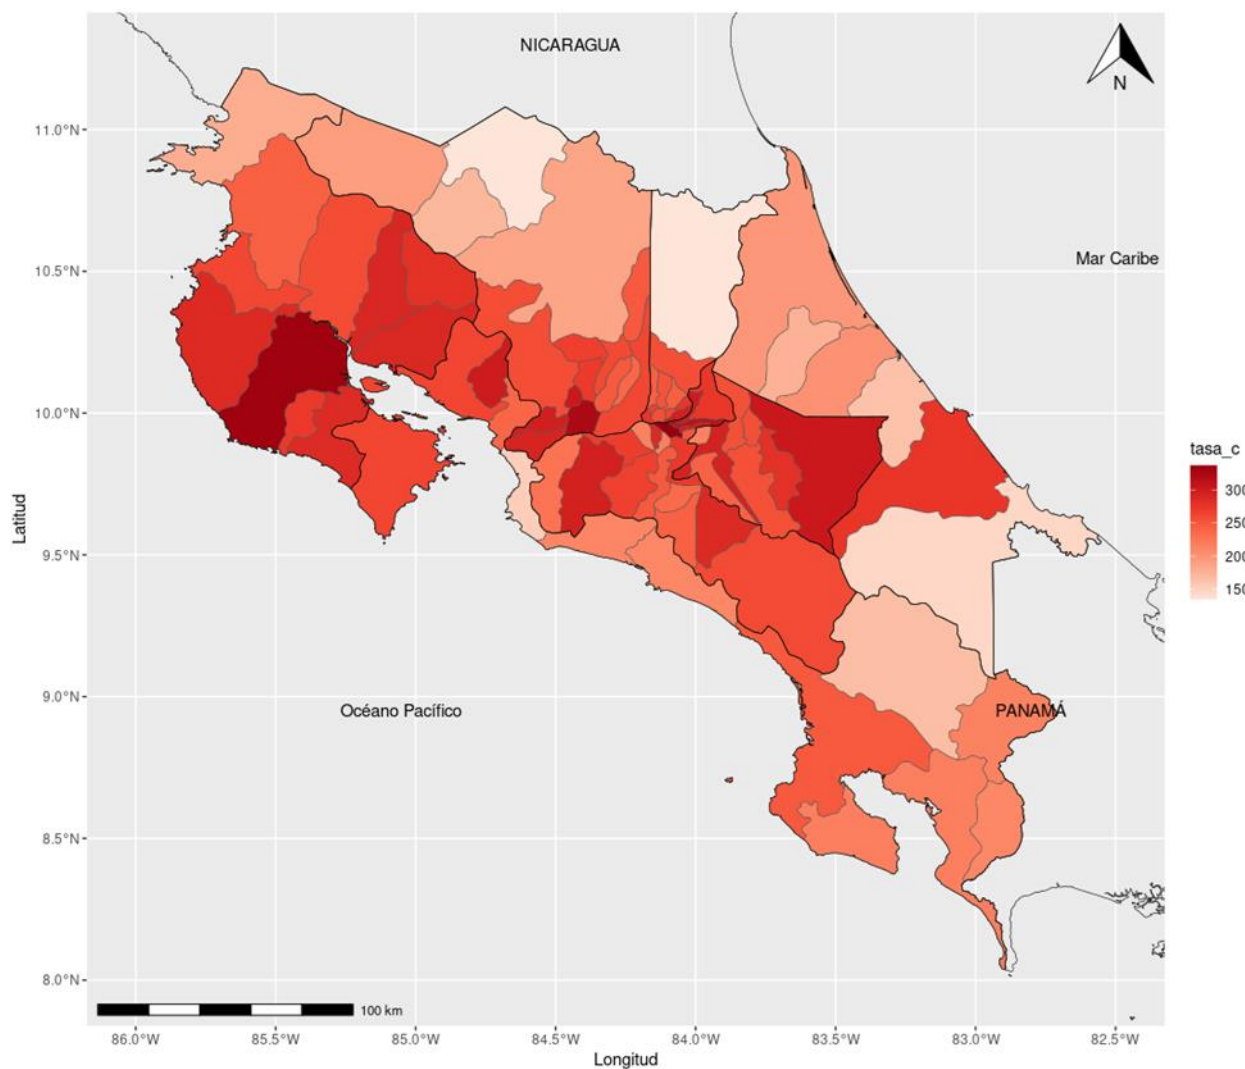 NICARAGUA
N
11.0°N
10.5°N
Mar Caribe
10.0°N
tasa_c
300
250
200
150
Latitud
9.5°N
9.0°N
Océano Pacífico
PANAMÁ
8.5°N
8.0°N
100 km
86.0°W
85.5°W
85.0°W
84.5°W
84.0°W
83.5°W
83.0°W
82.5°W
Longitud